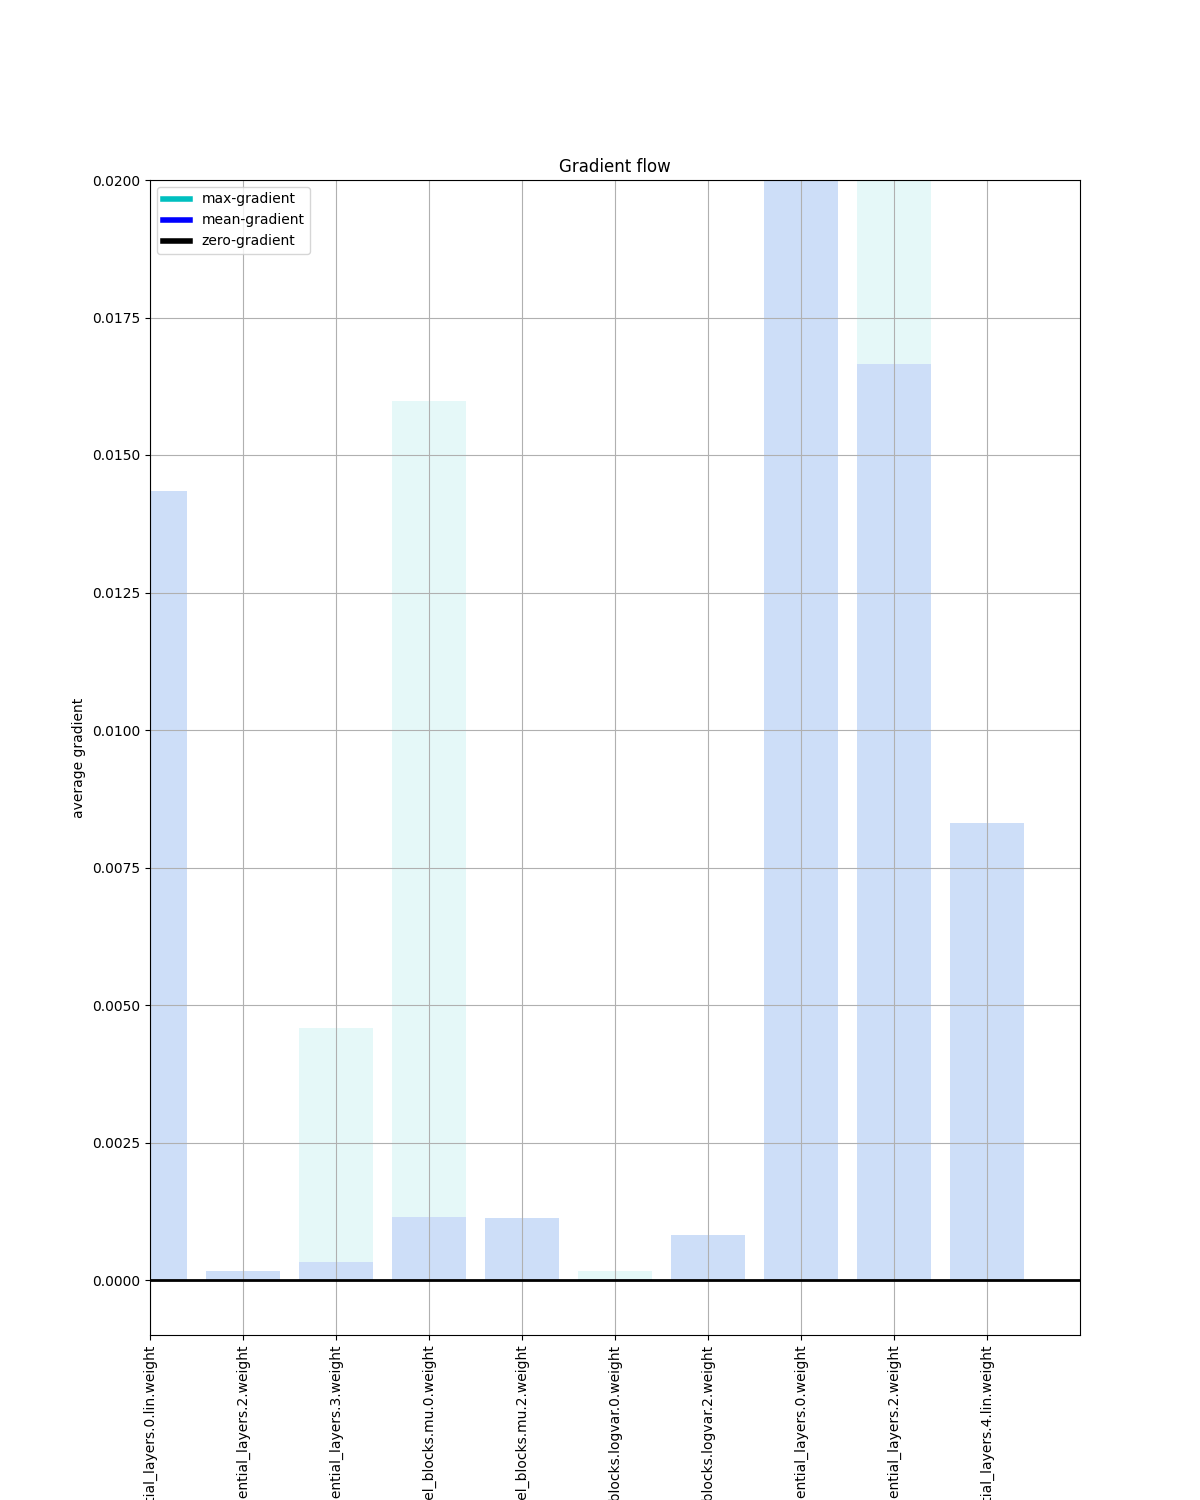 Gradient flow
max-gradient
mean-gradient
zero-gradient
0.0200
0.0175
0.0150
0.0125
0.0100
0.0075
0.0050
0.0025
0.0000
average gradient
tial_layers.0.lin.weight
ential_layers.2.weight
ential_layers.3.weight
el_blocks.mu.0.weight
el_blocks.mu.2.weight
blocks.logvar.0.weight
blocks.logvar.2.weight
ential_layers.0.weight
ential_layers.2.weight
tial_layers.4.lin.weight